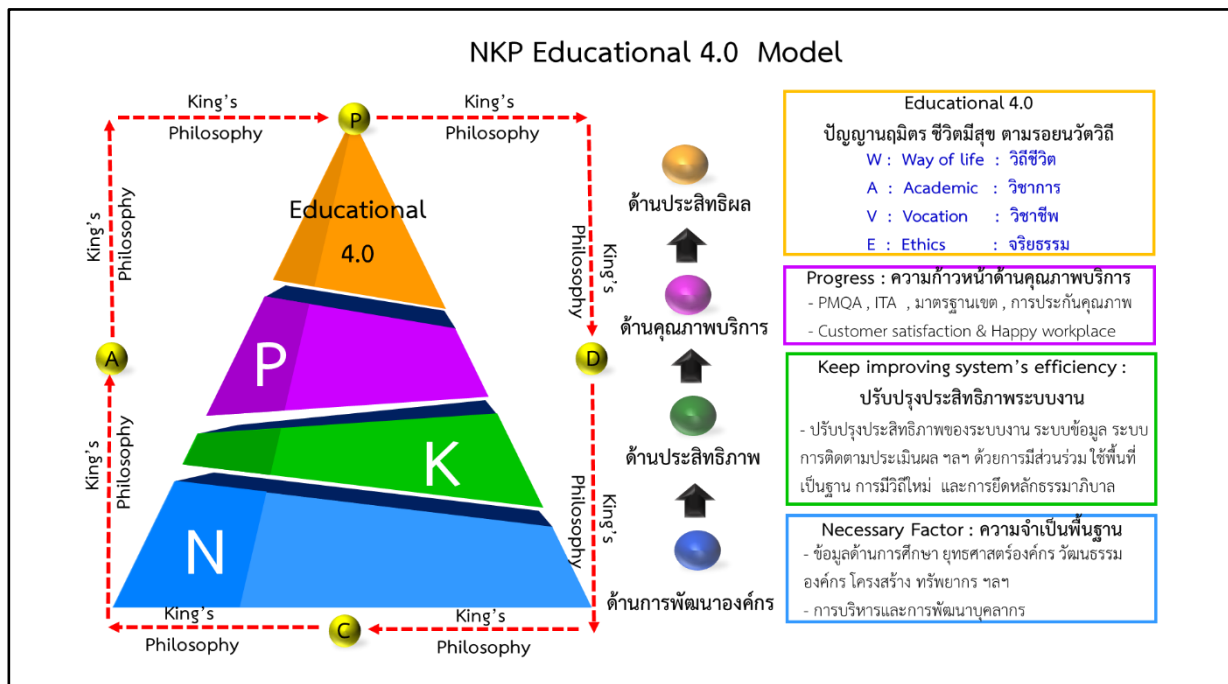 NKP Educational 4.0 Model
King's
Philosophy
King's
Philosophy
P
King's
Philosophy
King's
Philosophy
Educational
4.0
A
D
P
K
N
King's
Philosophy
King's
Philosophy
King's
Philosophy
C
King's
Philosophy
ด้านประสิทธิผล
ด้านคุณภาพบริการ
ด้านประสิทธิภาพ
ด้านการพัฒนาองค์กร
Educational 4.0
ปัญญานฤมิตร ชีวิตมีสุข ตามรอยนวัตวิถี
W : Way of life : วิถีชีวิต
A : Academic : วิชาการ
V : Vocation : วิชาชีพ
E : Ethics : จริยธรรม
Progress : ความก้าวหน้าด้านคุณภาพบริการ
- PMQA , ITA , มาตรฐานเขต , การประกันคุณภาพ
- Customer satisfaction & Happy workplace
Keep improving system's efficiency :
ปรับปรุงประสิทธิภาพระบบงาน
- ปรับปรุงประสิทธิภาพของระบบงาน ระบบข้อมูล ระบบ
การติดตามประเมินผล ฯลฯ ด้วยการมีส่วนร่วม ใช้พื้นที่
เป็นฐาน การมีวิถีใหม่ และการยึดหลักธรรมาภิบาล
Necessary Factor : ความจำเป็นพื้นฐาน
- ข้อมูลด้านการศึกษา ยุทธศาสตร์องค์กร วัฒนธรรม
องค์กร โครงสร้าง ทรัพยากร ฯลฯ
- การบริหารและการพัฒนาบุคลากร